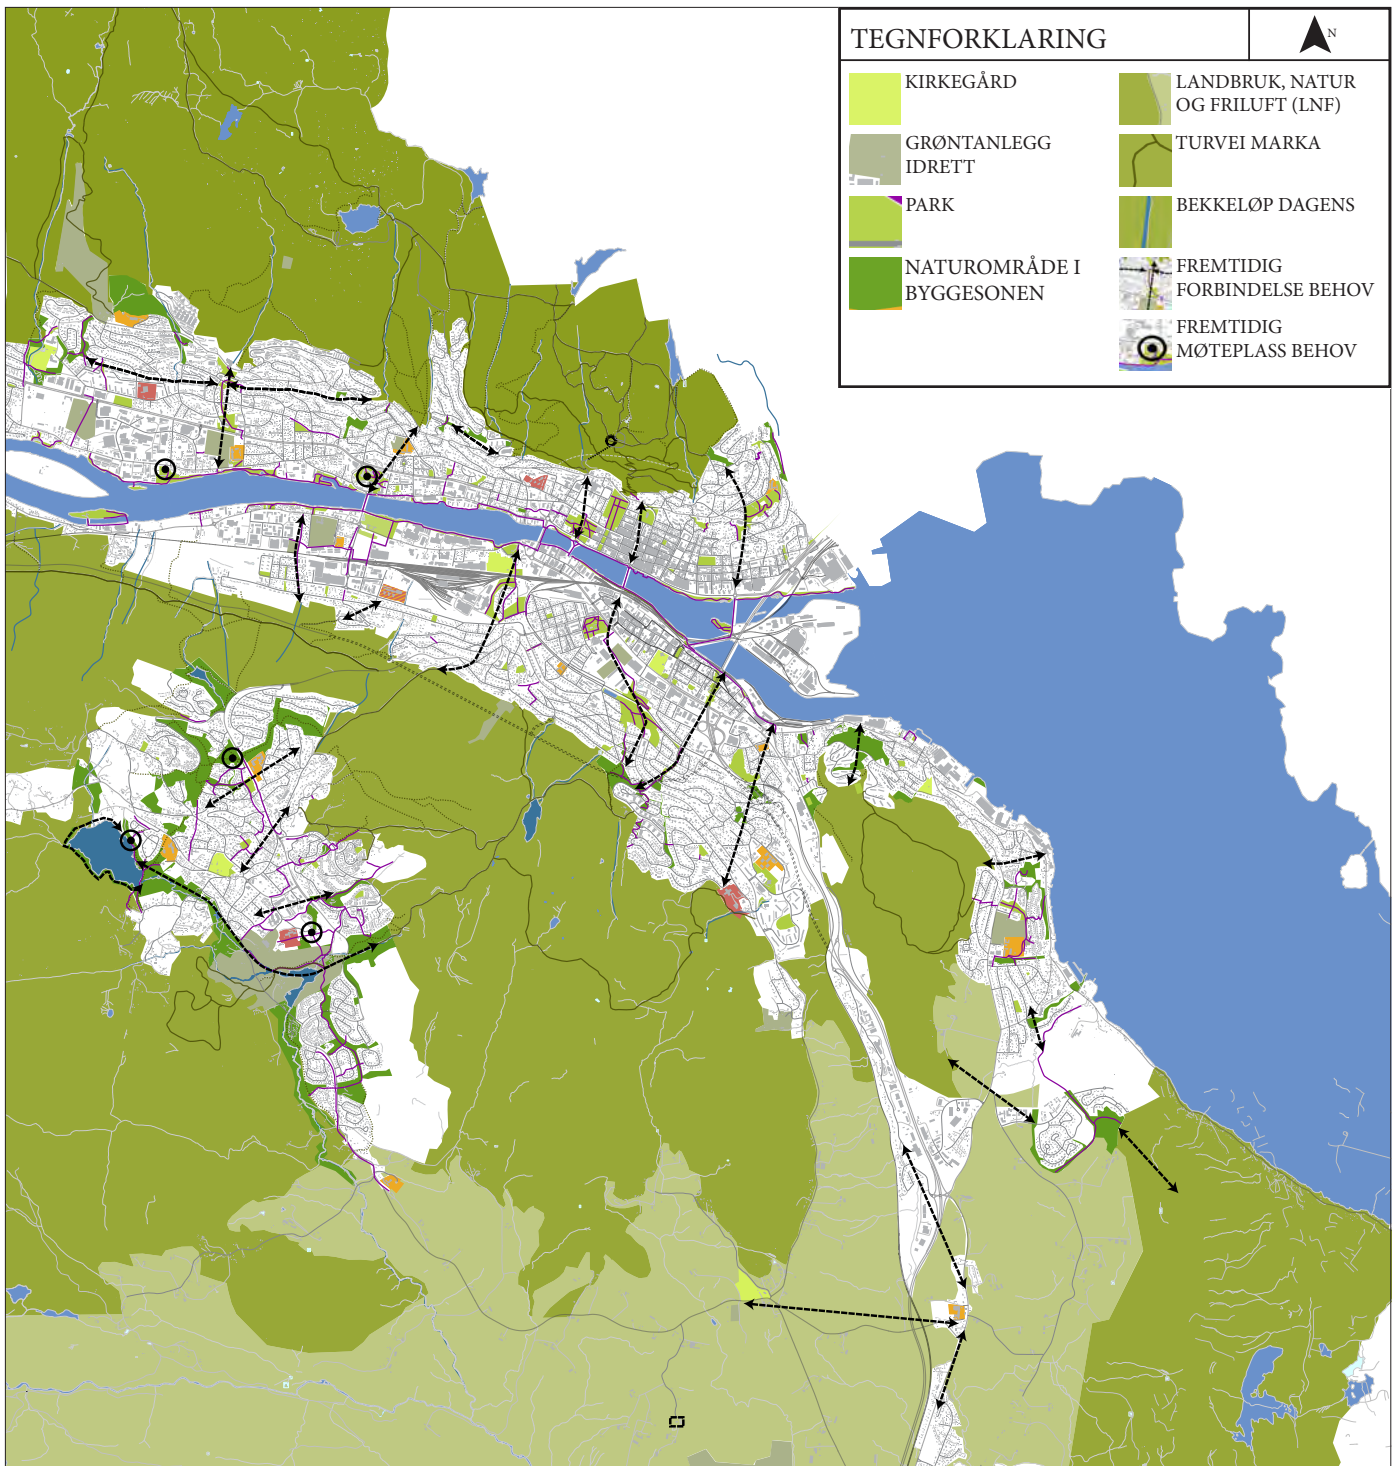 TEGNFORKLARING
N
KIRKEGÅRD
GRØNTANLEGG
IDRETT
PARK
NATUROMRÅDE I
BYGGESONEN
LANDBRUK, NATUR
OG FRILUFT (LNF)
TURVEI MARKA
BEKKELØP DAGENS
FREMTIDIG
FORBINDELSE BEHOV
FREMTIDIG
MØTEPLASS BEHOV